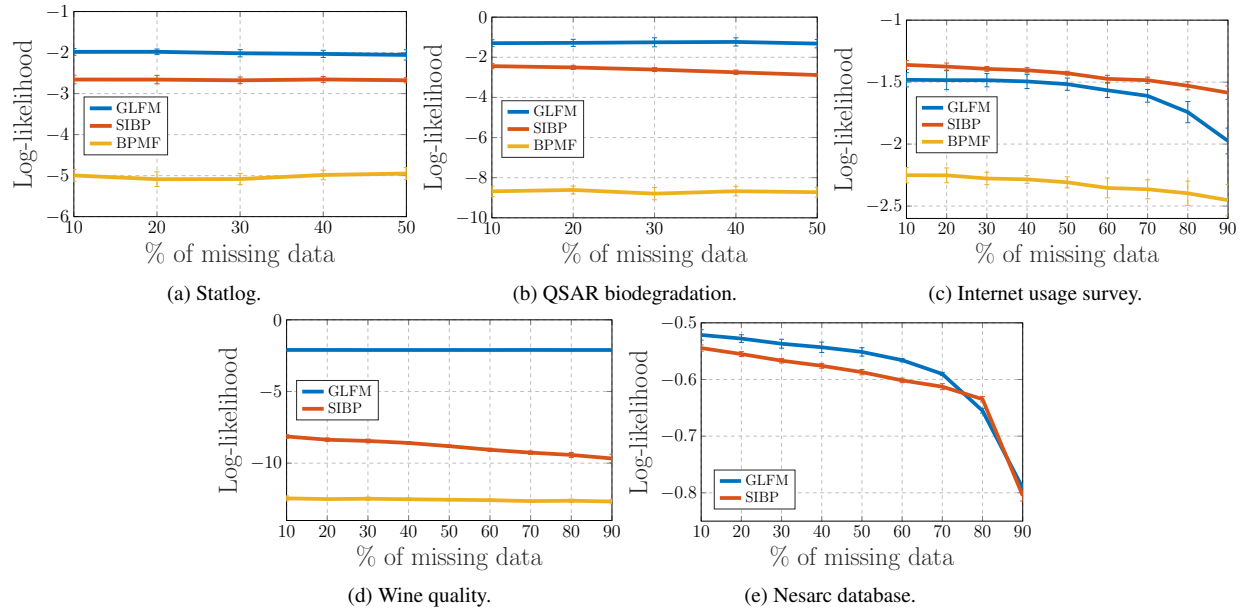 −1
−2
−3
−4
−5
−6
10
20
30
40
50
Log-likelihood
% of missing data
GLFM
SIBP
BPMF
(a) Statlog.
0
−2
−4
−6
−8
−10
10
20
30
40
50
Log-likelihood
% of missing data
GLFM
SIBP
BPMF
(b) QSAR biodegradation.
−1
−1.5
−2
−2.5
10
20
30
40
50
60
70
80
90
Log-likelihood
% of missing data
GLFM
SIBP
BPMF
(c) Internet usage survey.
0
−5
−10
10
20
30
40
50
60
70
80
90
Log-likelihood
% of missing data
GLFM
SIBP
(d) Wine quality.
−0.5
−0.6
−0.7
−0.8
10
20
30
40
50
60
70
80
90
Log-likelihood
% of missing data
GLFM
SIBP
(e) Nesarc database.